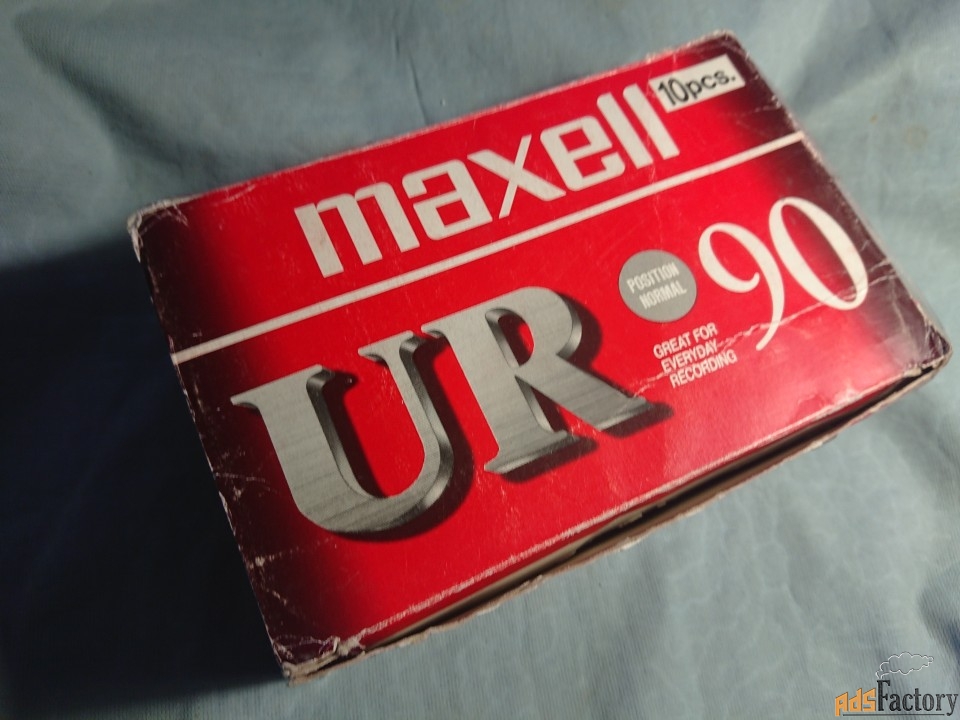 10pcs.
maxell
UR 90
POSITION
NORMAL
GREAT FOR
EVERYDAY
RECORDING
AdsFactory